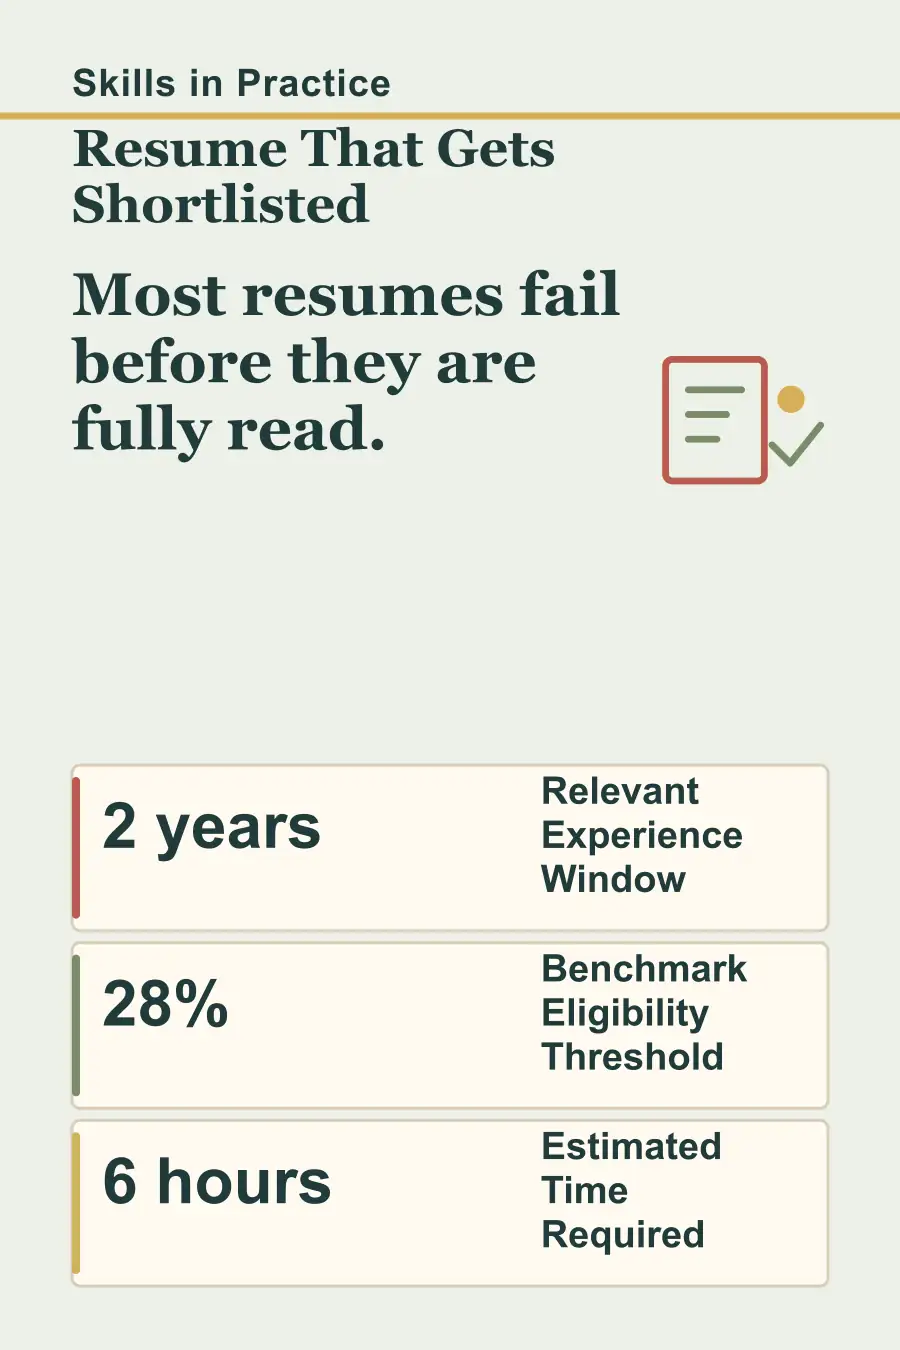 Skills in Practice
Resume That Gets
Shortlisted
Most resumes fail
before they are
fully read.
2 years
Relevant
Experience
Window
28%
Benchmark
Eligibility
Threshold
6 hours
Estimated
Time
Required